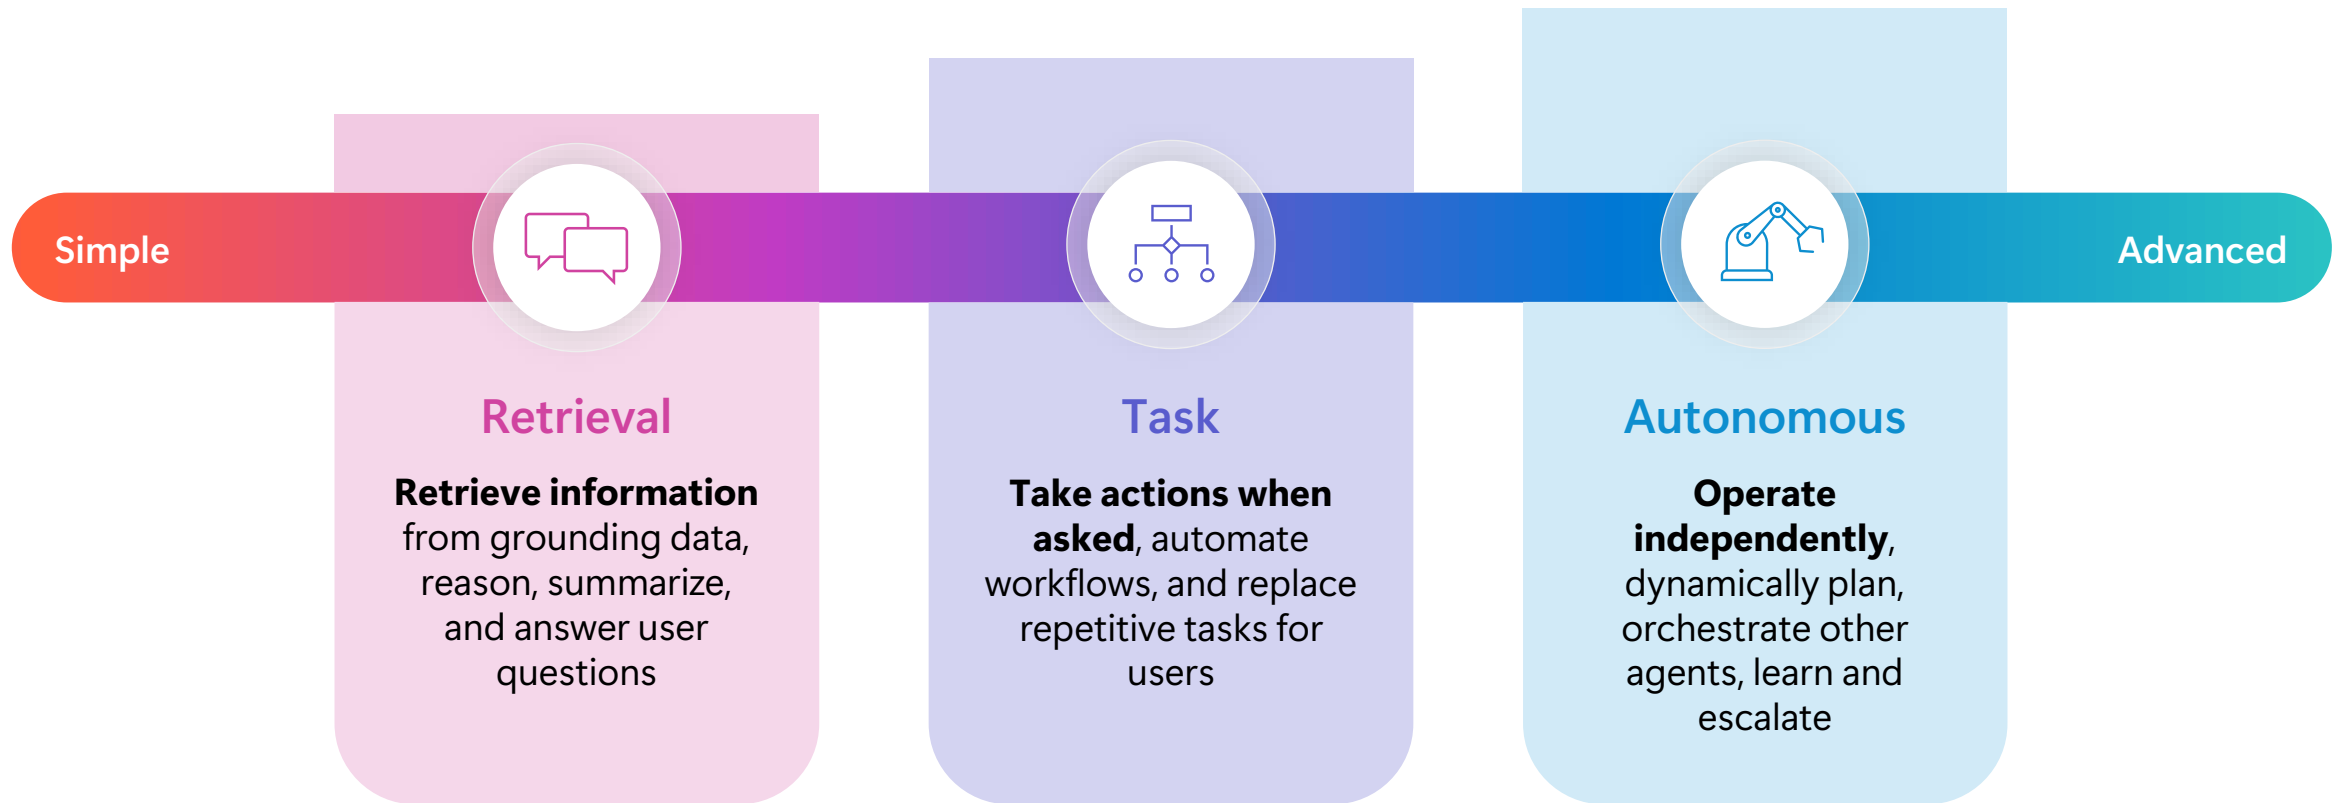 Simple
Advanced
Retrieval
Retrieve information
from grounding data,
reason, summarize,
and answer user
questions
Task
Take actions when
asked, automate
workflows, and replace
repetitive tasks for
users
Autonomous
Operate
independently,
dynamically plan,
orchestrate other
agents, learn and
escalate